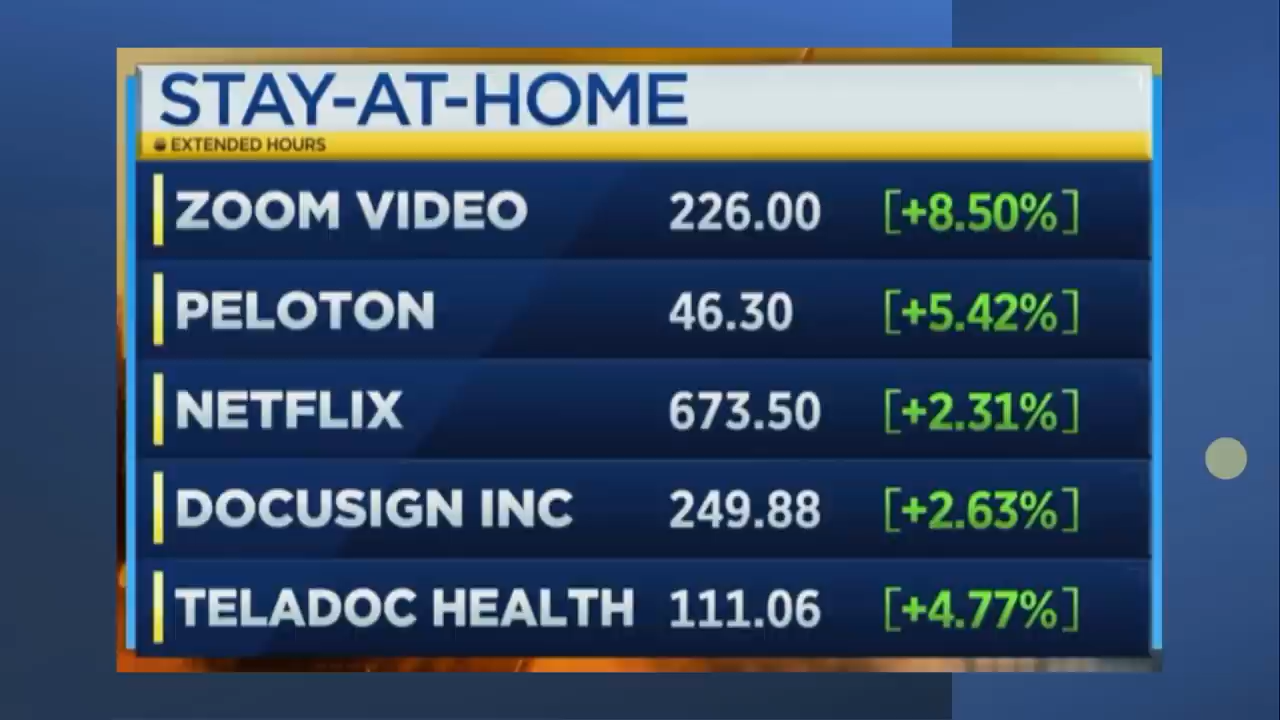 STAY-AT-HOME
EXTENDED HOURS
ZOOM VIDEO 226.00 [+8.50%]
PELOTON 46.30 [+5.42%]
NETFLIX 673.50 [+2.31%]
DOCUSIGN INC 249.88 [+2.63%]
TELADOC HEALTH 111.06 [+4.77%]